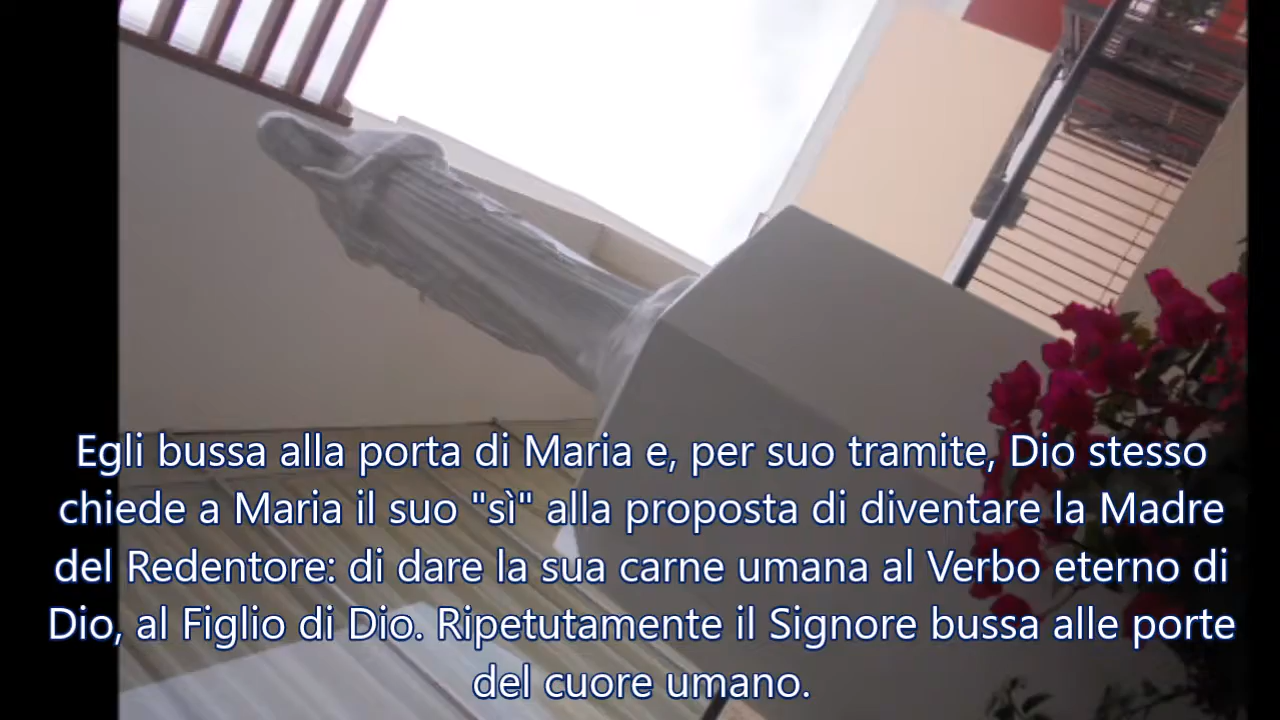 Egli bussa alla porta di Maria e, per suo tramite, Dio stesso
chiede a Maria il suo "sì" alla proposta di diventare la Madre
del Redentore: di dare la sua carne umana al Verbo eterno di
Dio, al Figlio di Dio. Ripetutamente il Signore bussa alle porte
del cuore umano.